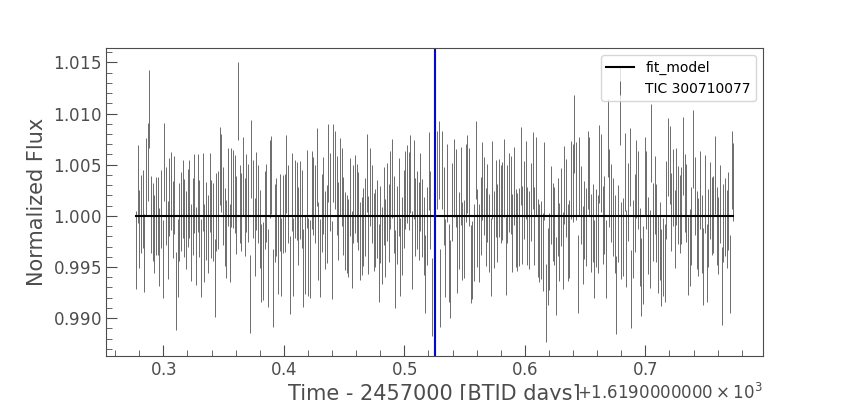 1.015
1.010
1.005
1.000
0.995
0.990
Normalized Flux
fit_model
TIC 300710077
0.3 0.4 0.5 0.6 0.7
Time - 2457000 [BTJD days]
+1.6190000000 × 10³